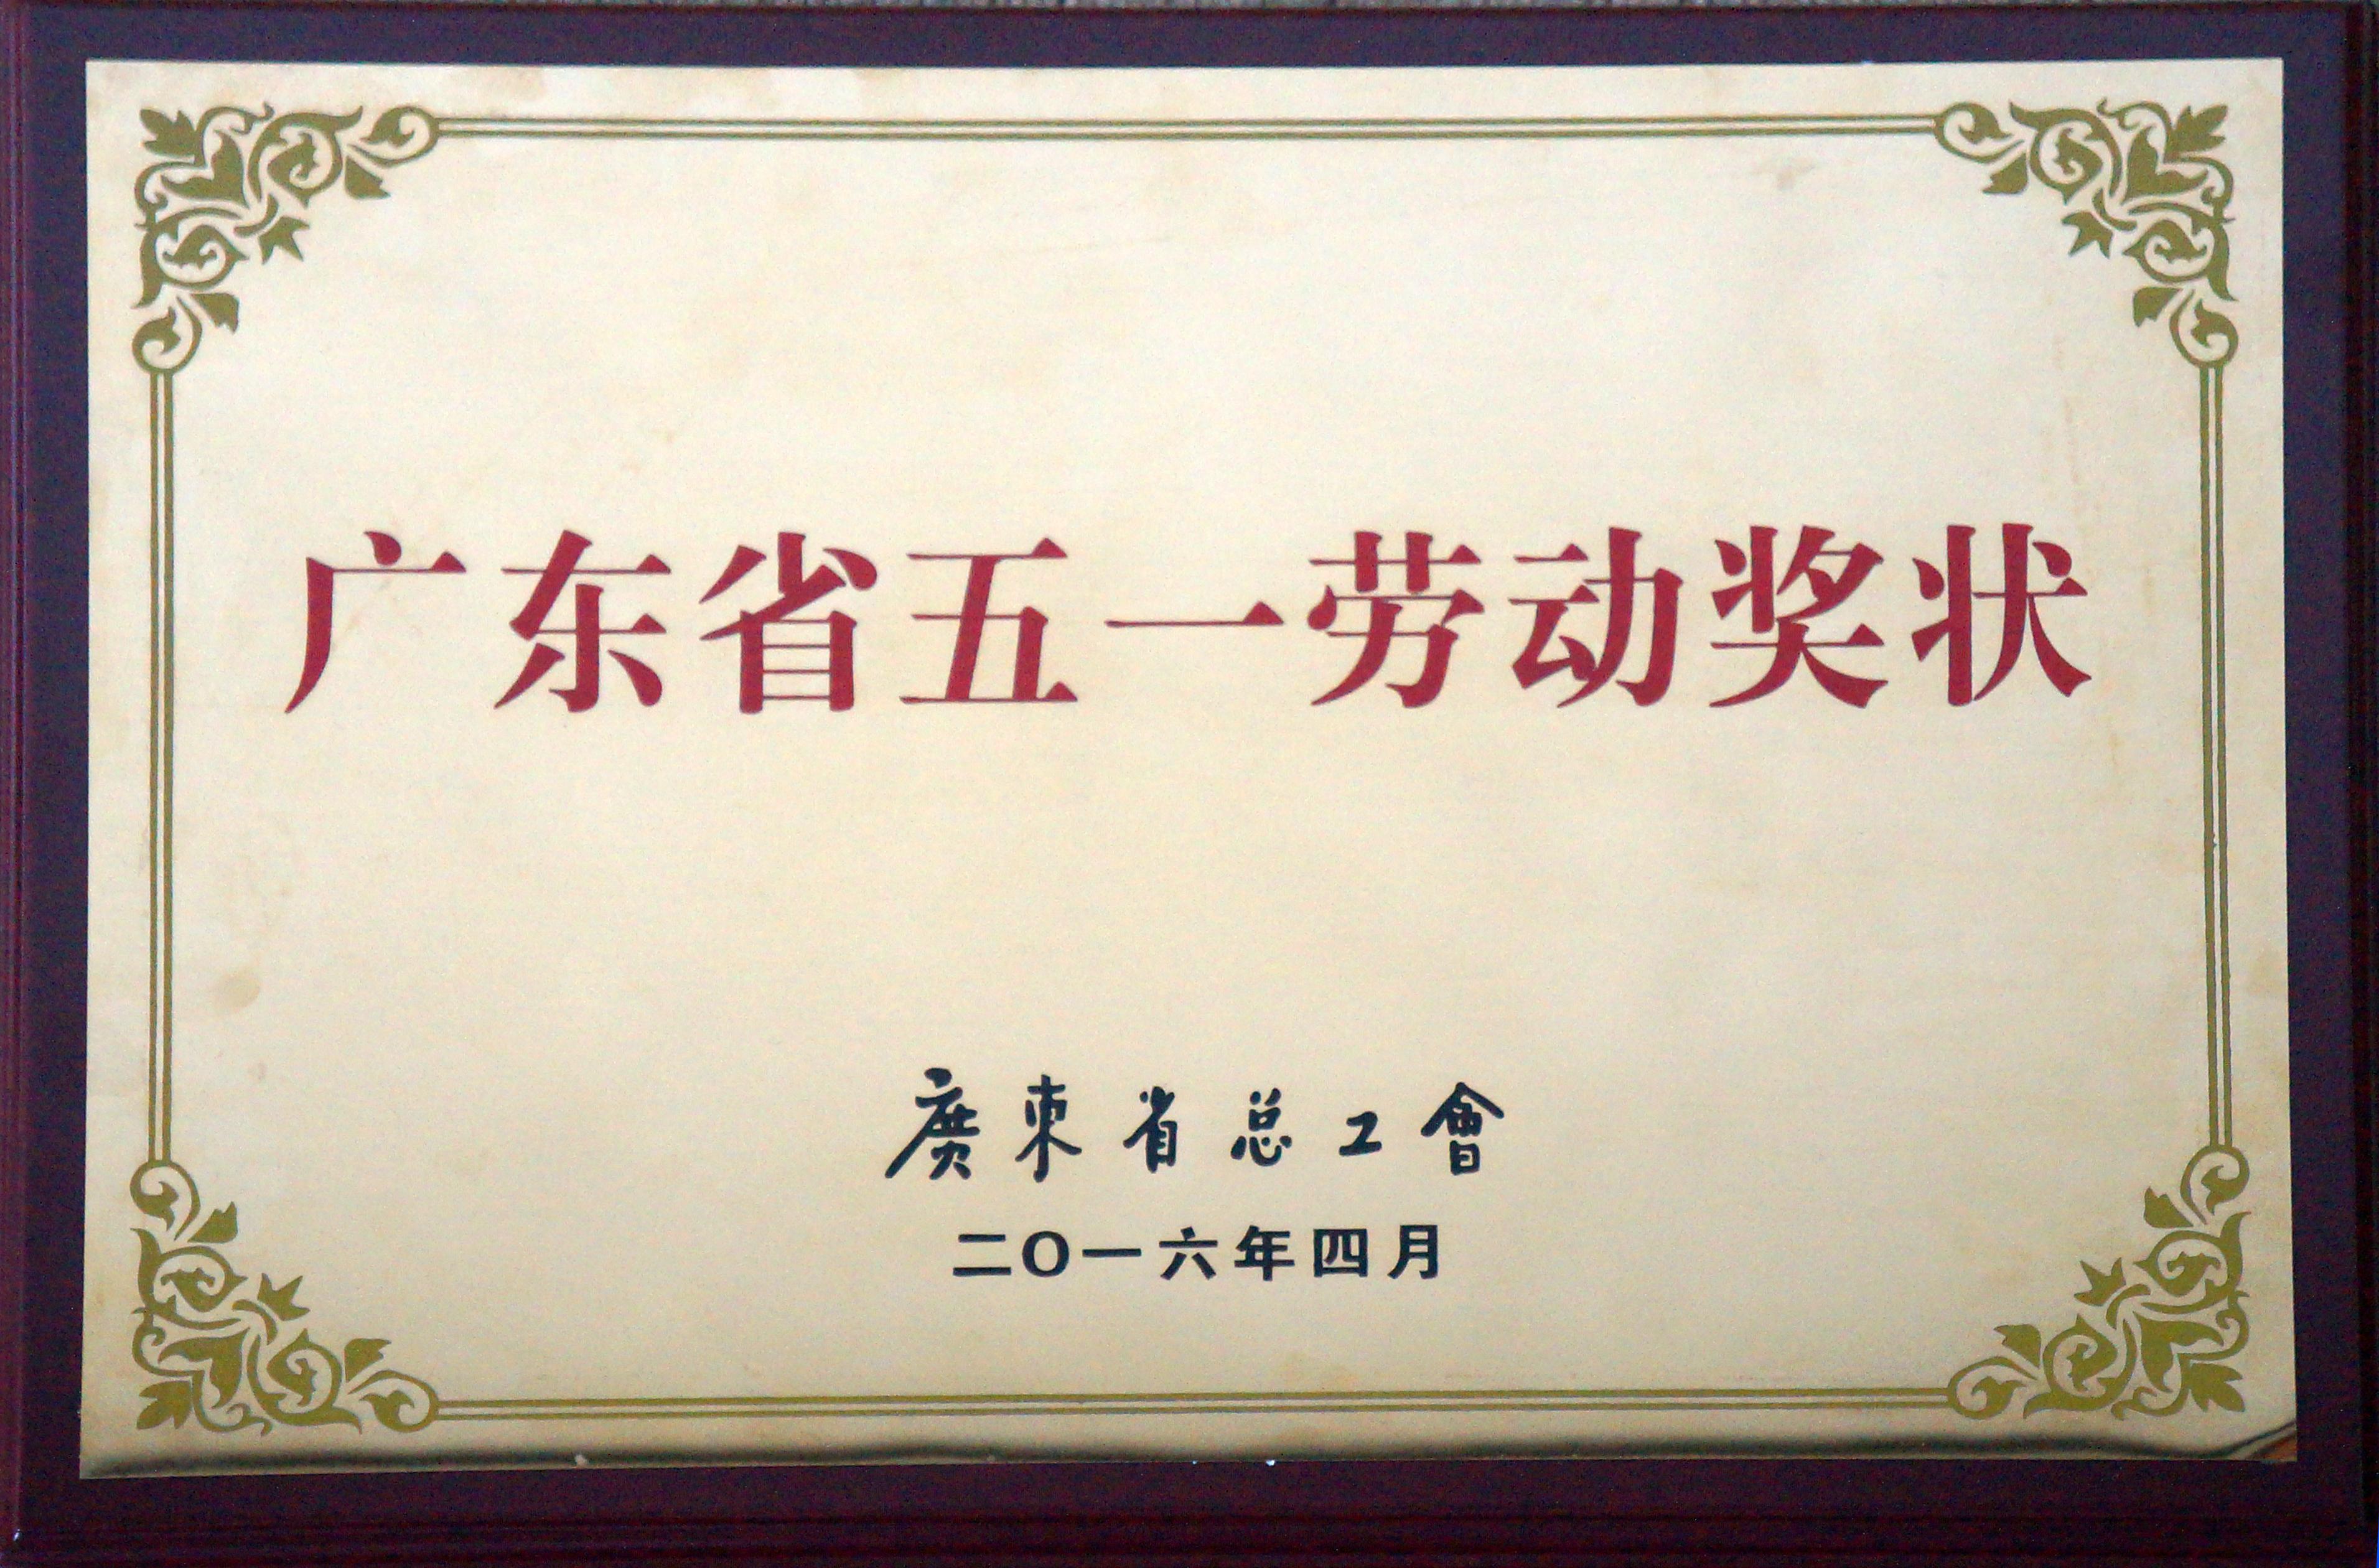 广东省五一劳动奖状
廣東省总工會
二〇一六年四月